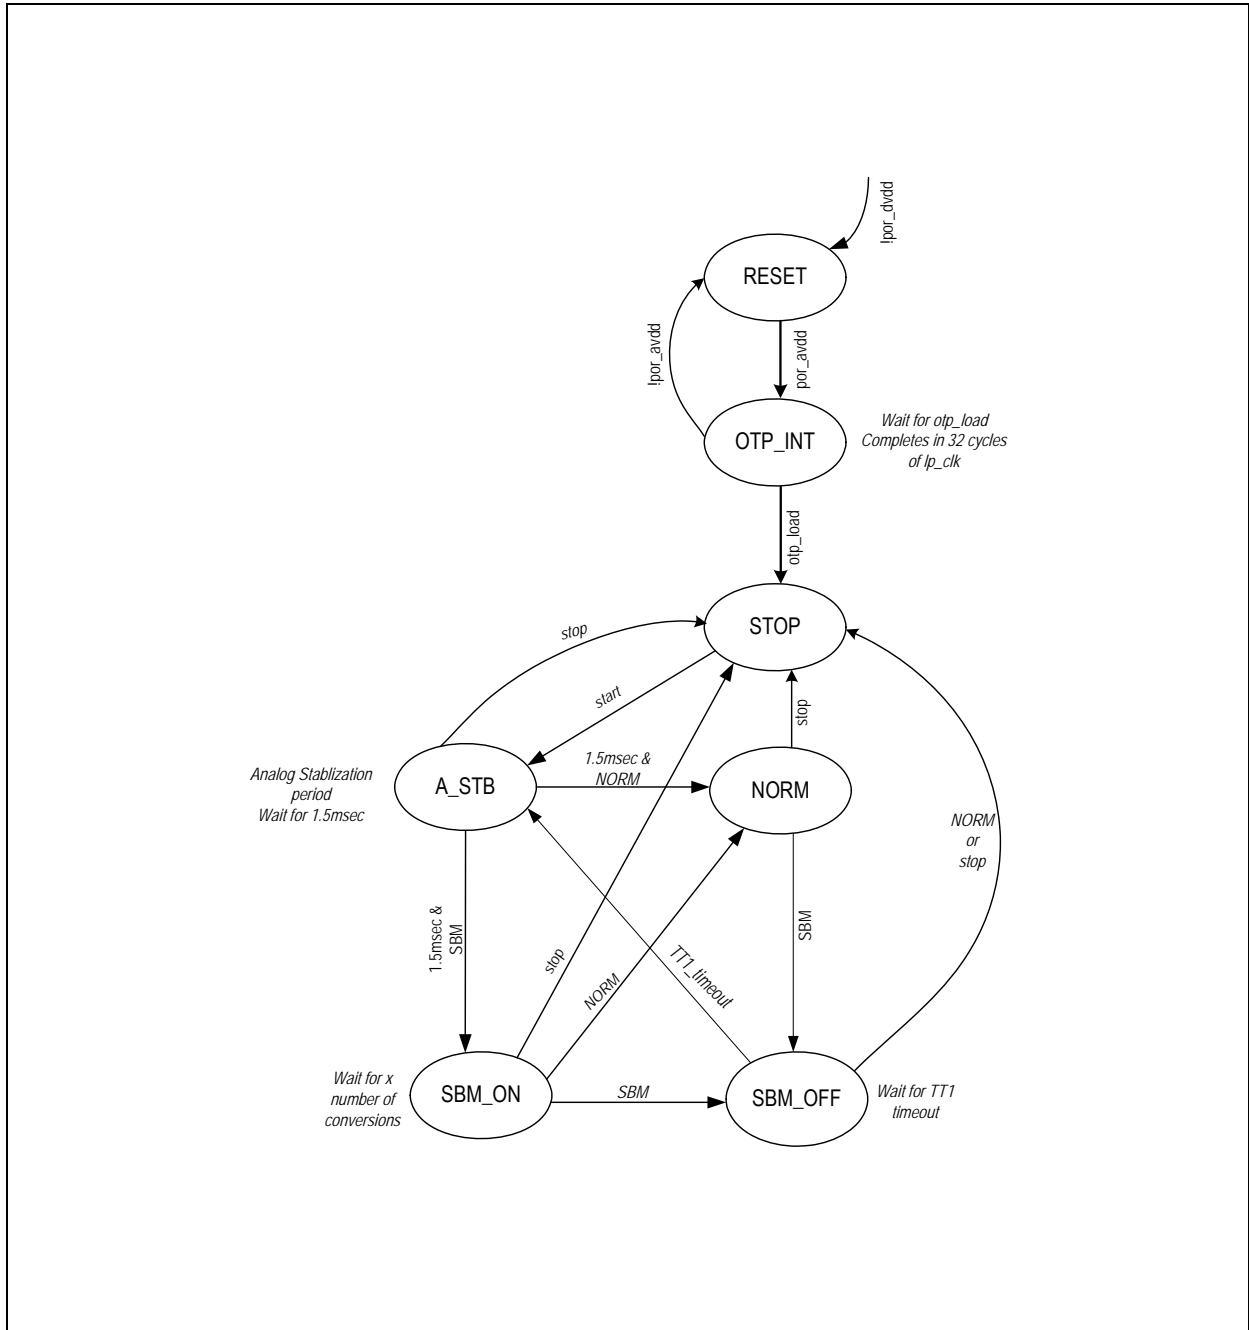 !por_dvdd
RESET
!por_avdd
por_avdd
OTP_INT
Wait for otp_load
Completes in 32 cycles
of lp_clk
otp_load
STOP
stop
start
stop
Analog Stablization
period
Wait for 1.5msec
A_STB
1.5msec &
NORM
NORM
NORM
or
stop
1.5msec &
SBM
stop
NORM
TT1_timeout
SBM
Wait for x
number of
conversions
SBM_ON
SBM
SBM_OFF
Wait for TT1
timeout